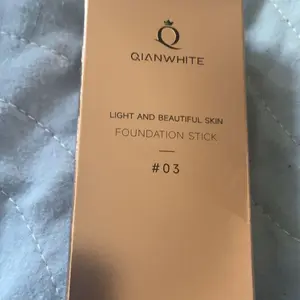 QIANWHITE
LIGHT AND BEAUTIFUL SKIN
FOUNDATION STICK
#03